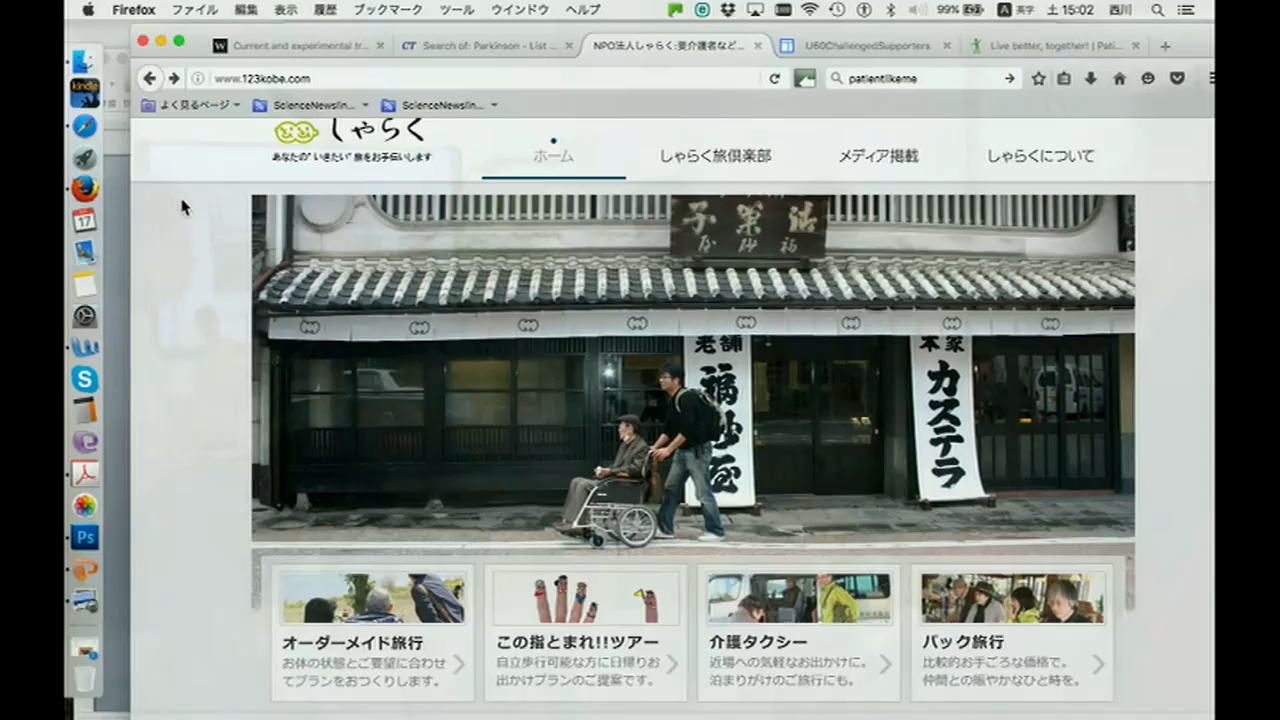 Firefox ファイル 編集 表示 履歴 ブックマーク ツール ウインドウ ヘルプ 99% A 英字 土 15:02 西川
W Current and experimental tr... CT Search of: Parkinson - List ... NPO法人しゃらく:要介護者など... U60ChallengedSupporters Live better, together! | Pati...
www.123kobe.com patientlikeme
よく見るページ ScienceNewslin... ScienceNewslin...
kindle
17
しゃらく
あなたの"いきたい"旅をお手伝いします
ホーム しゃらく旅倶楽部 メディア掲載 しゃらくについて
老舗 福砂屋
本家 カステラ
オーダーメイド旅行
お体の状態とご要望に合わせ
てプランをおつくりします。
この指とまれ!!ツアー
自立歩行可能な方に日帰りお
出かけプランのご提案です。
介護タクシー
近場への気軽なお出かけに。
泊まりがけのご旅行にも。
パック旅行
比較的お手ごろな価格で。
仲間との賑やかなひと時を。
Ps